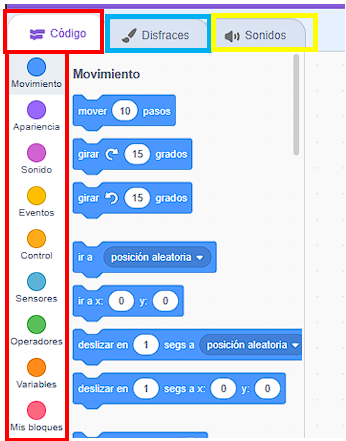 Código
Disfraces
Sonidos
Movimiento
Apariencia
Sonido
Eventos
Control
Sensores
Operadores
Variables
Mis bloques
Movimiento
mover 10 pasos
girar 15 grados
girar 15 grados
ir a posición aleatoria
ir a x: 0 y: 0
deslizar en 1 segs a posición aleatoria
deslizar en 1 segs a x: 0 y: 0